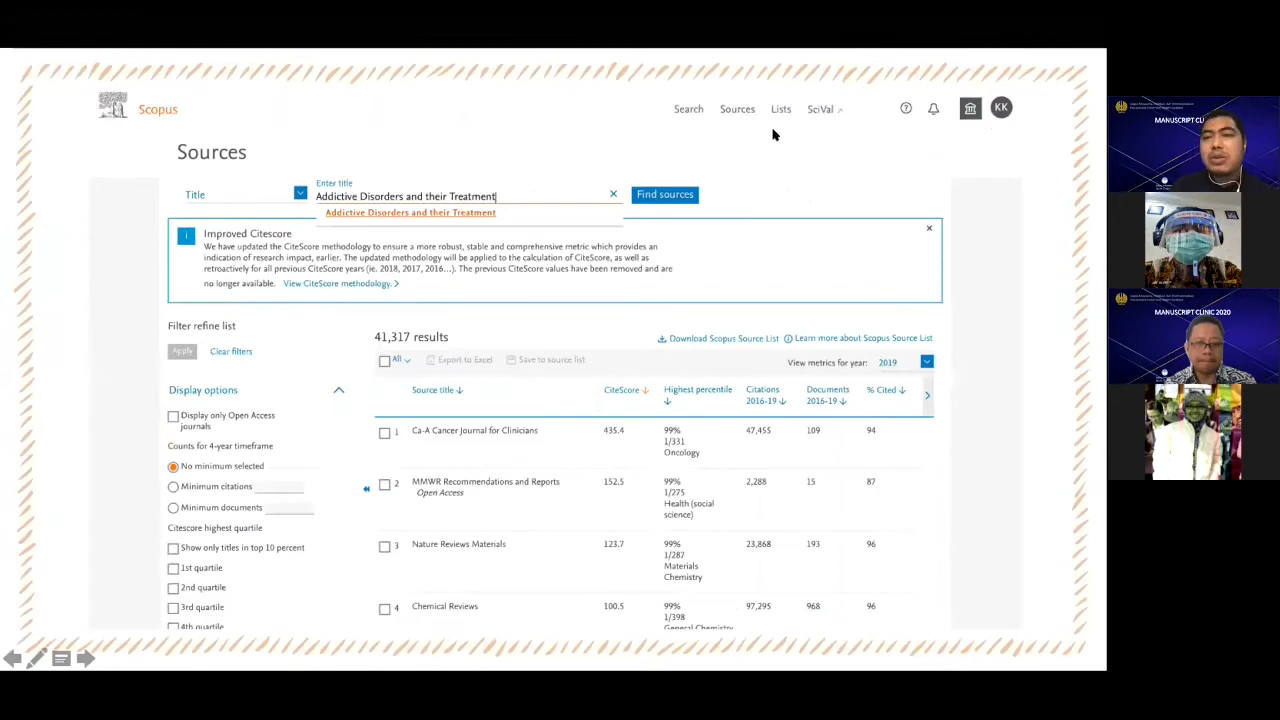 Scopus
Search Sources Lists SciVal ↗ KK
Sources
Enter title
Title Addictive Disorders and their Treatment Find sources
Addictive Disorders and their Treatment
Improved Citescore
We have updated the CiteScore methodology to ensure a more robust, stable and comprehensive metric which provides an
indication of research impact, earlier. The updated methodology will be applied to the calculation of CiteScore, as well as
retroactively for all previous CiteScore years (ie. 2018, 2017, 2016...). The previous CiteScore values have been removed and are
no longer available. View CiteScore methodology. >
Filter refine list
Apply Clear filters
Display options
Display only Open Access
journals
Counts for 4-year timeframe
No minimum selected
Minimum citations
Minimum documents
Citescore highest quartile
Show only titles in top 10 percent
1st quartile
2nd quartile
3rd quartile
4th quartile
41,317 results
Download Scopus Source List Learn more about Scopus Source List
All Export to Excel Save to source list
View metrics for year: 2019
Source title ↓ CiteScore ↓ Highest percentile ↓ Citations 2016-19 ↓ Documents 2016-19 ↓ % Cited ↓
1 Ca-A Cancer Journal for Clinicians 435.4 99% 47,455 109 94
1/331
Oncology
2 MMWR Recommendations and Reports 152.5 99% 2,288 15 87
Open Access 1/275
Health (social
science)
3 Nature Reviews Materials 123.7 99% 23,868 193 96
1/287
Materials
Chemistry
4 Chemical Reviews 100.5 99% 97,295 968 96
1/398
General Chemistry
MANUSCRIPT CLINIC 2020